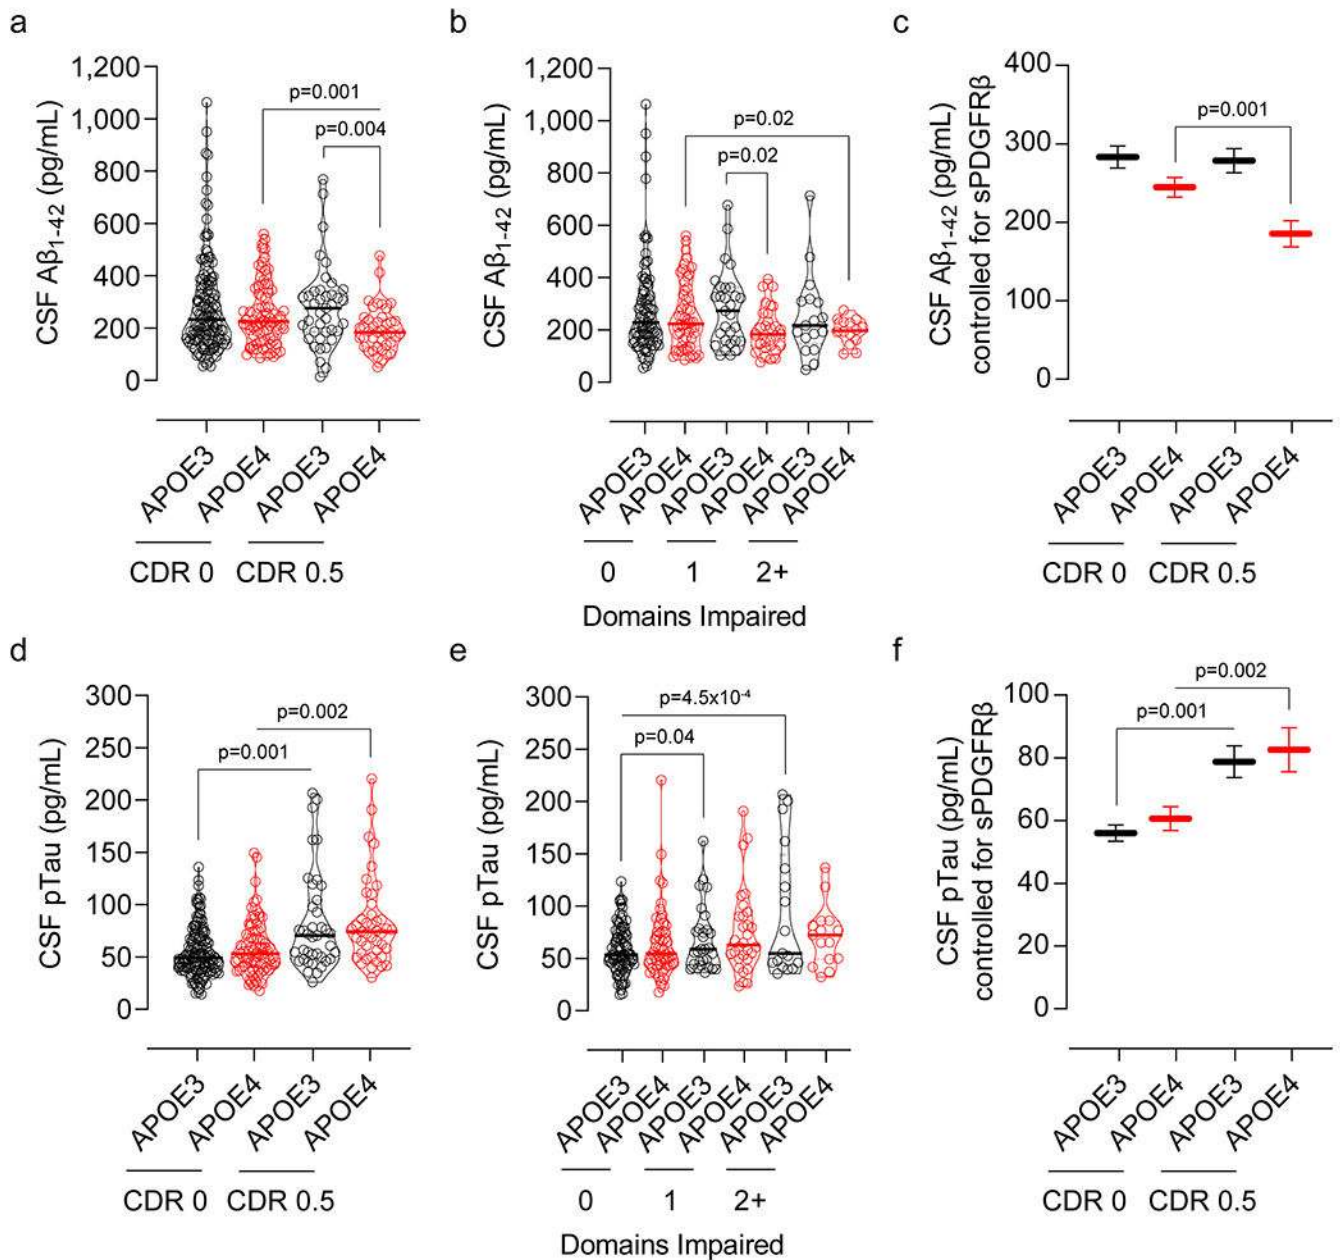 a
CSF Aβ1-42 (pg/mL)
1,200
1,000
800
600
400
200
0
p=0.001
p=0.004
APOE3
APOE4
APOE3
APOE4
CDR 0
CDR 0.5
b
CSF Aβ1-42 (pg/mL)
1,200
1,000
800
600
400
200
0
p=0.02
p=0.02
APOE3
APOE4
APOE3
APOE4
APOE3
APOE4
0
1
2+
Domains Impaired
c
CSF Aβ1-42 (pg/mL)
controlled for sPDGFRβ
400
300
200
100
0
p=0.001
APOE3
APOE4
APOE3
APOE4
CDR 0
CDR 0.5
d
CSF pTau (pg/mL)
300
250
200
150
100
50
0
p=0.002
p=0.001
APOE3
APOE4
APOE3
APOE4
CDR 0
CDR 0.5
e
CSF pTau (pg/mL)
300
250
200
150
100
50
0
p=4.5x10-4
p=0.04
APOE3
APOE4
APOE3
APOE4
APOE3
APOE4
0
1
2+
Domains Impaired
f
CSF pTau (pg/mL)
controlled for sPDGFRβ
100
80
60
40
20
0
p=0.002
p=0.001
APOE3
APOE4
APOE3
APOE4
CDR 0
CDR 0.5